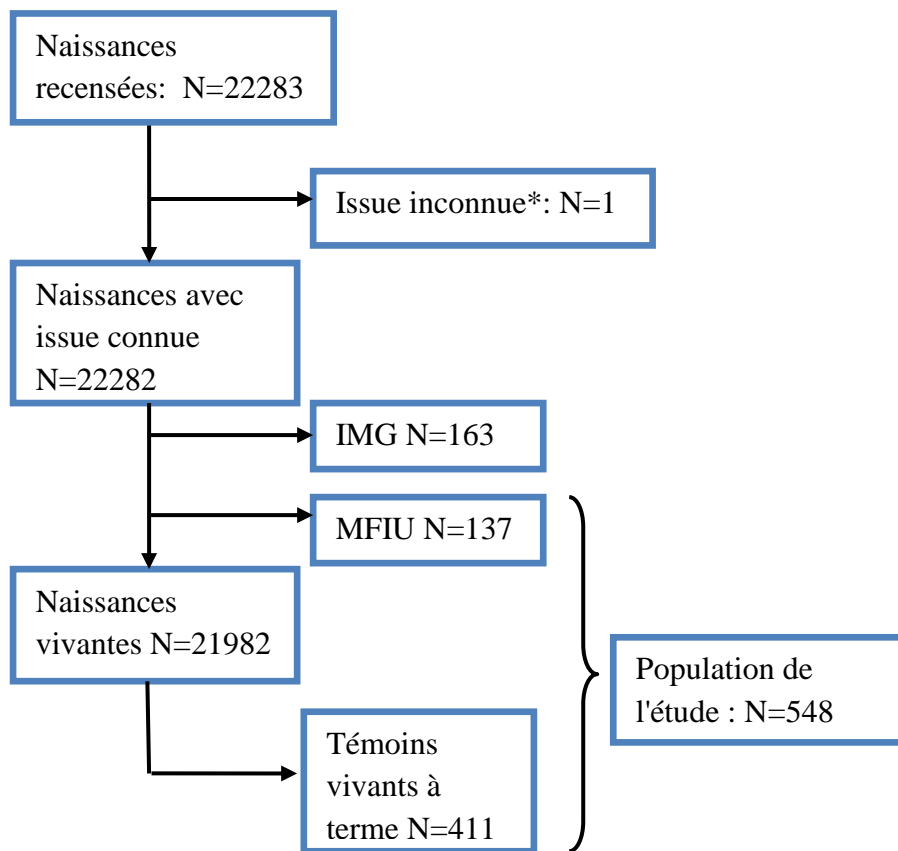 Naissances
recensées: N=22283
Issue inconnue*: N=1
Naissances avec
issue connue
N=22282
IMG N=163
MFIU N=137
Naissances
vivantes N=21982
Population de
l'étude : N=548
Témoins
vivants à
terme N=411